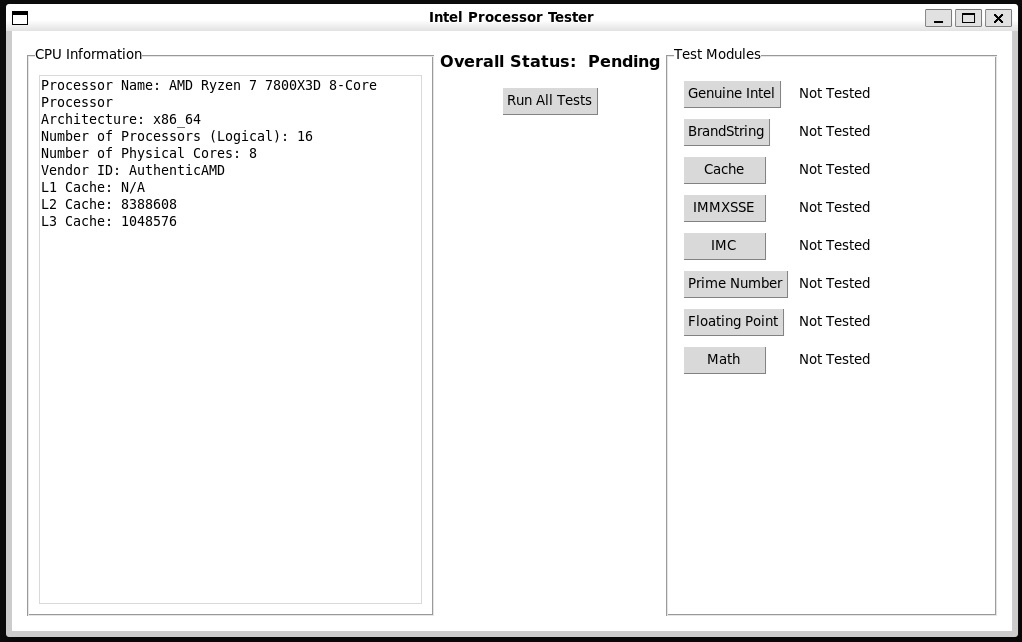 Intel Processor Tester
CPU Information
Processor Name: AMD Ryzen 7 7800X3D 8-Core
Processor
Architecture: x86_64
Number of Processors (Logical): 16
Number of Physical Cores: 8
Vendor ID: AuthenticAMD
L1 Cache: N/A
L2 Cache: 8388608
L3 Cache: 1048576
Overall Status: Pending
Run All Tests
Test Modules
Genuine Intel Not Tested
BrandString Not Tested
Cache Not Tested
IMMXSSE Not Tested
IMC Not Tested
Prime Number Not Tested
Floating Point Not Tested
Math Not Tested